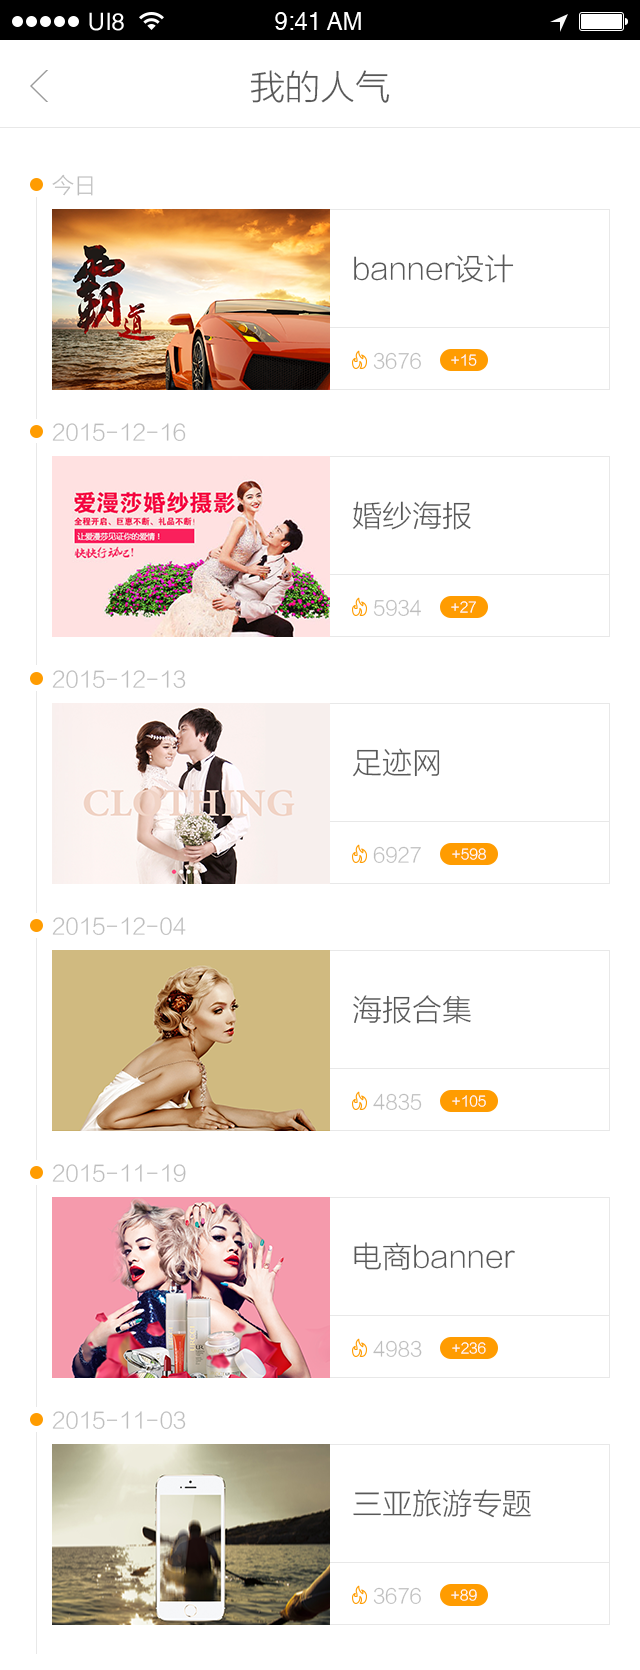 UI8 9:41 AM
我的人气
今日
霸道
banner设计
3676 +15
2015-12-16
爱漫莎婚纱摄影
全程开启、巨惠不断、礼品不断!
让爱漫莎见证你的爱情！
快快行动吧!
婚纱海报
5934 +27
2015-12-13
CLOTHING
足迹网
6927 +598
2015-12-04
海报合集
4835 +105
2015-11-19
电商banner
4983 +236
2015-11-03
三亚旅游专题
3676 +89